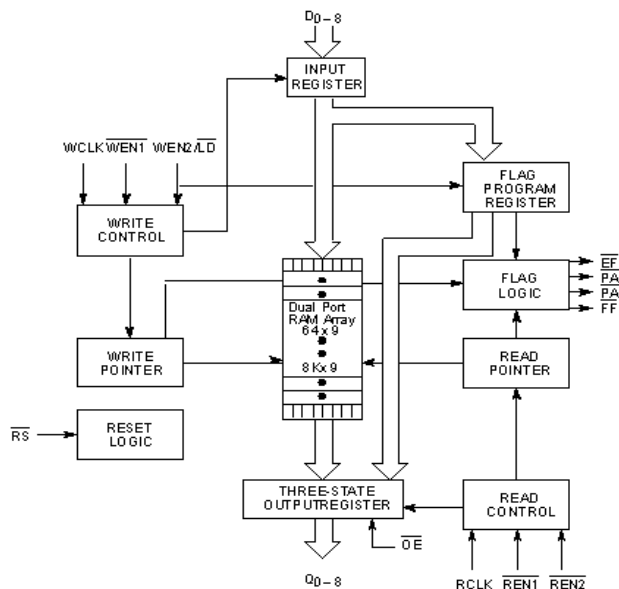 D0–8
INPUT
REGISTER
WCLK WEN1 WEN2/LD
FLAG
PROGRAM
REGISTER
WRITE
CONTROL
EF
PA
PA
FF
FLAG
LOGIC
Dual Port
RAM Array
64 x 9
8K x 9
WRITE
POINTER
READ
POINTER
RS
RESET
LOGIC
THREE-STATE
OUTPUTREGISTER
READ
CONTROL
OE
RCLK REN1 REN2
Q0–8